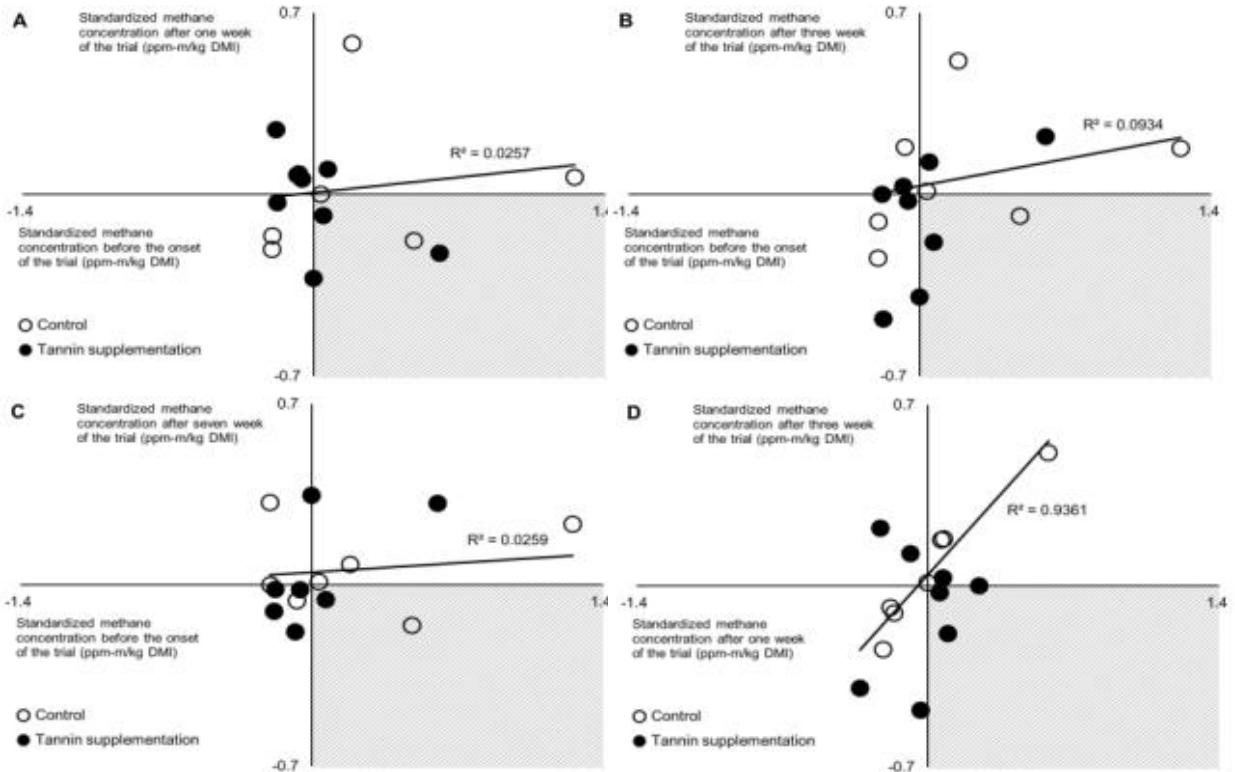 A
Standardized methane
concentration after one week
of the trial (ppm-m/kg DMI)
0.7
R² = 0.0257
-1.4
1.4
Standardized methane
concentration before the onset
of the trial (ppm-m/kg DMI)
Control
Tannin supplementation
-0.7
B
Standardized methane
concentration after three week
of the trial (ppm-m/kg DMI)
0.7
R² = 0.0934
-1.4
1.4
Standardized methane
concentration before the onset
of the trial (ppm-m/kg DMI)
Control
Tannin supplementation
-0.7
C
Standardized methane
concentration after seven week
of the trial (ppm-m/kg DMI)
0.7
R² = 0.0259
-1.4
1.4
Standardized methane
concentration before the onset
of the trial (ppm-m/kg DMI)
Control
Tannin supplementation
-0.7
D
Standardized methane
concentration after three week
of the trial (ppm-m/kg DMI)
0.7
R² = 0.9361
-1.4
1.4
Standardized methane
concentration after one week
of the trial (ppm-m/kg DMI)
Control
Tannin supplementation
-0.7